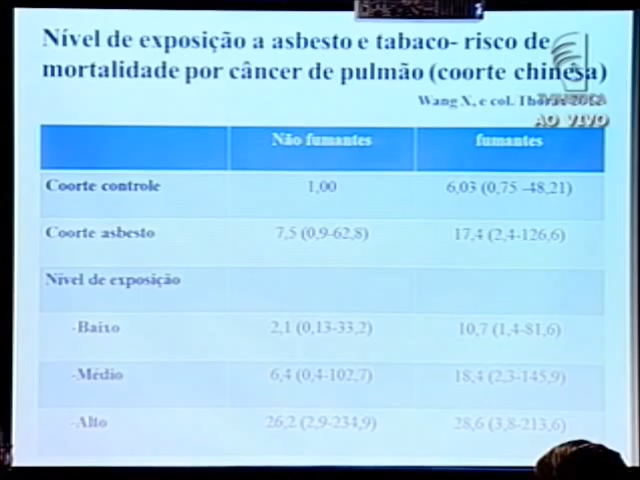 Nível de exposição a asbesto e tabaco- risco de
mortalidade por câncer de pulmão (coorte chinesa)
Wang X, e col. Thorax 2012
TV JUSTIÇA
AO VIVO
Não fumantes fumantes
Coorte controle 1,00 6,03 (0,75 -48,21)
Coorte asbesto 7,5 (0,9-62,8) 17,4 (2,4-126,6)
Nível de exposição
-Baixo 2,1 (0,13-33,2) 10,7 (1,4-81,6)
-Médio 6,4 (0,4-102,7) 18,4 (2,3-145,9)
-Alto 26,2 (2,9-234,9) 28,6 (3,8-213,6)